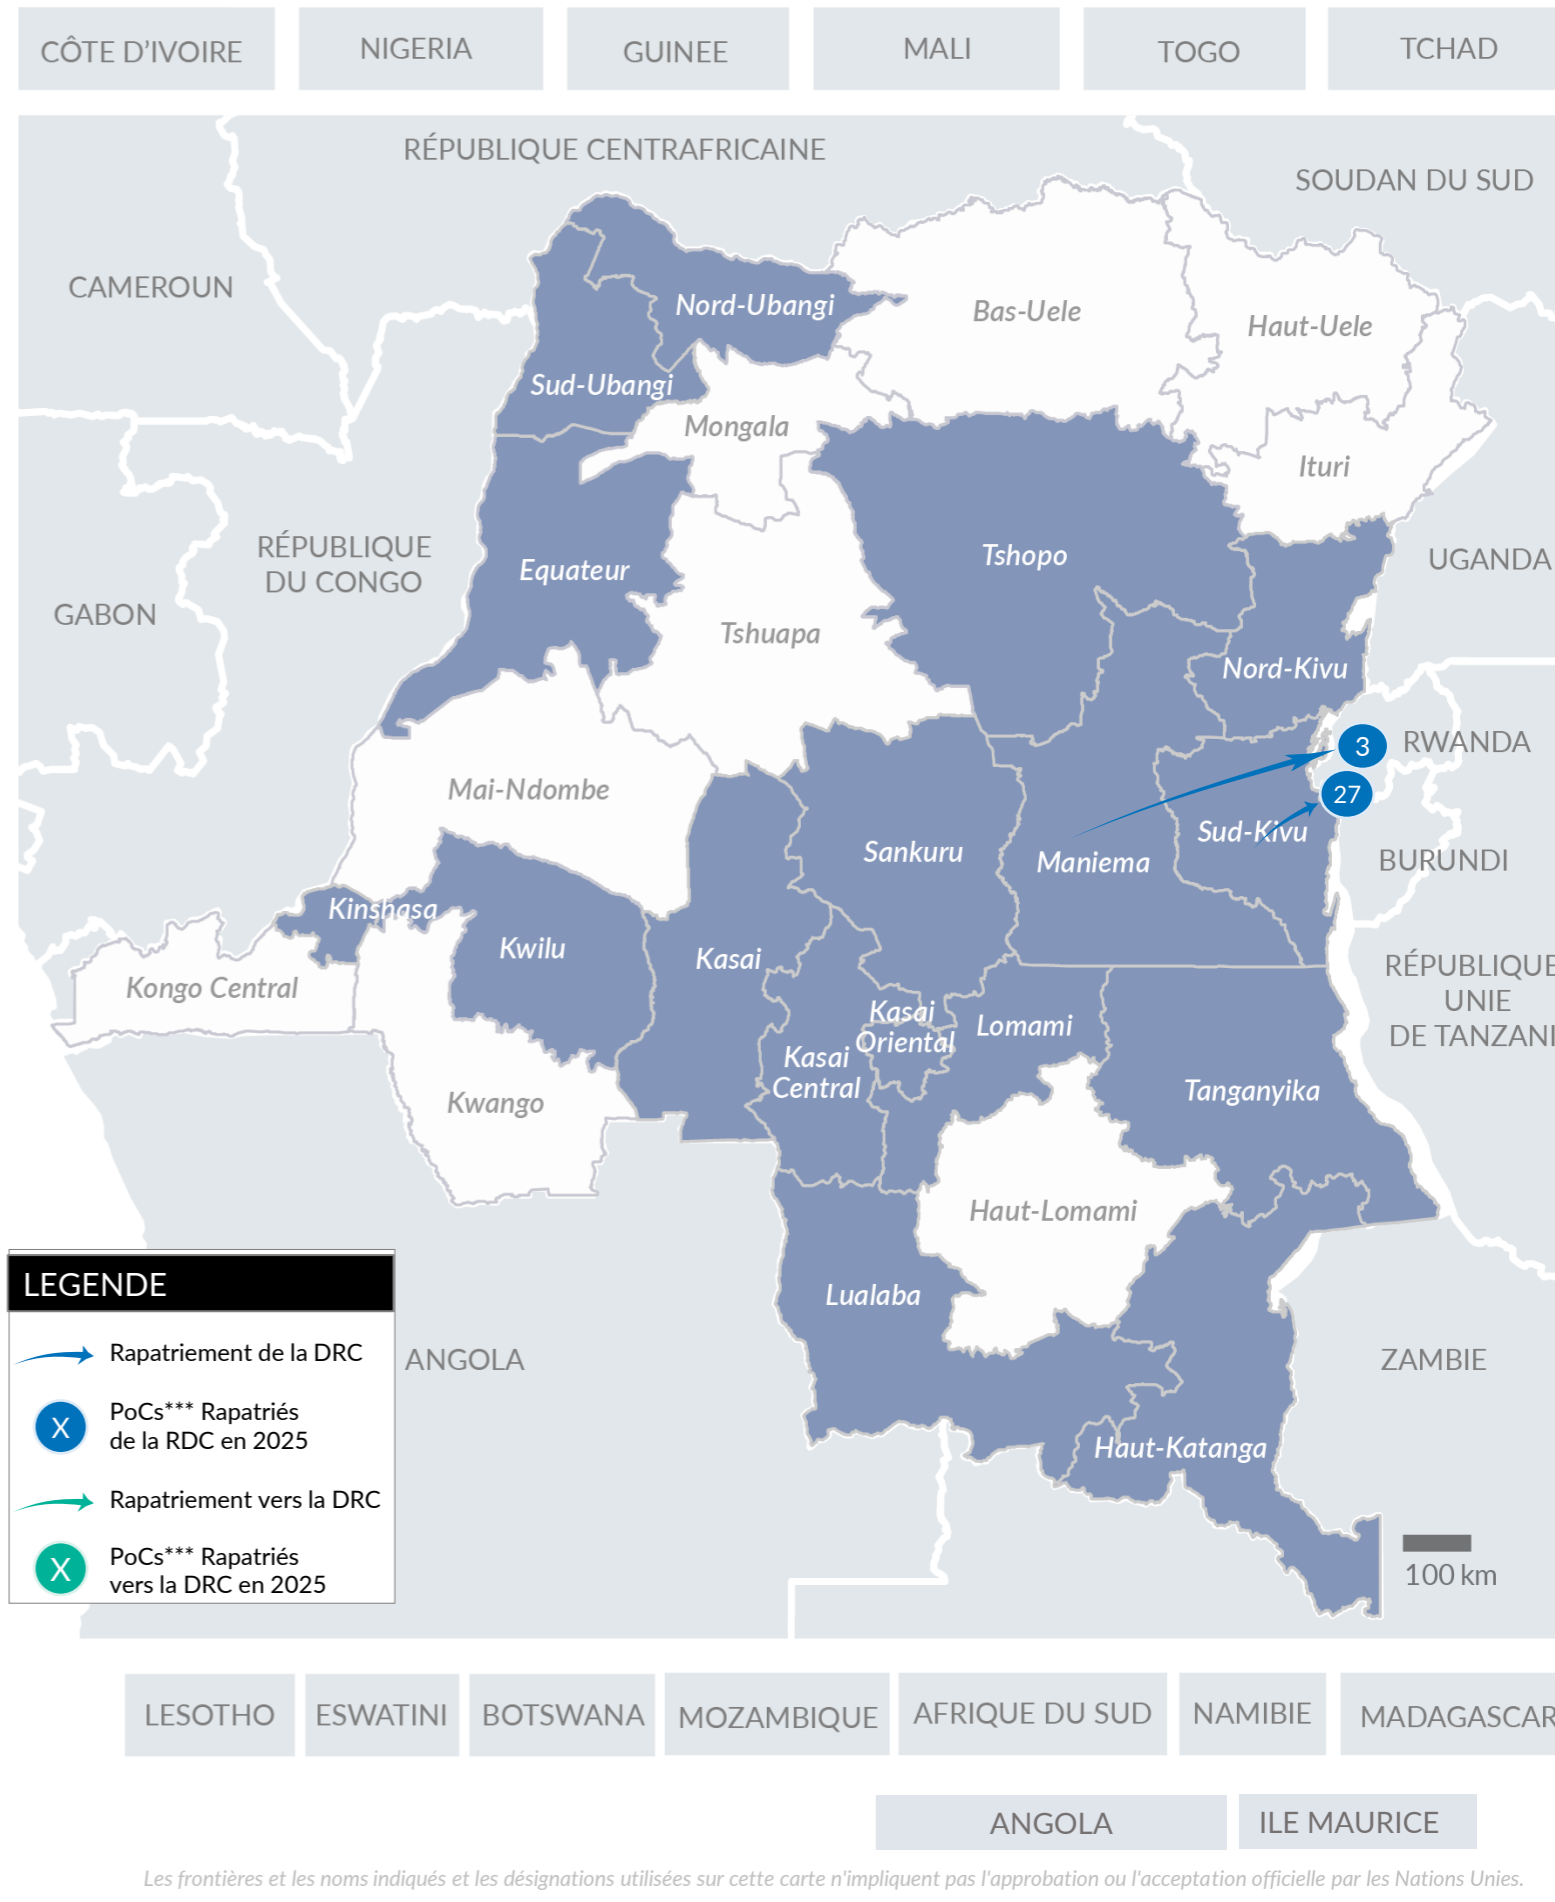 CÔTE D'IVOIRE
NIGERIA
GUINEE
MALI
TOGO
TCHAD
RÉPUBLIQUE CENTRAFRICAINE
SOUDAN DU SUD
CAMEROUN
Nord-Ubangi
Bas-Uele
Haut-Uele
Sud-Ubangi
Mongala
Ituri
RÉPUBLIQUE
DU CONGO
Equateur
Tshopo
UGANDA
GABON
Tshuapa
Nord-Kivu
3
RWANDA
27
Mai-Ndombe
Sankuru
Maniema
Sud-Kivu
BURUNDI
Kinshasa
Kwilu
Kasai
Kongo Central
RÉPUBLIQUE
UNIE
DE TANZANI
Kasai
Oriental
Lomami
Kasai
Central
Kwango
Tanganyika
Haut-Lomami
Lualaba
LEGENDE
Rapatriement de la DRC
X
PoCs*** Rapatriés
de la RDC en 2025
Rapatriement vers la DRC
X
PoCs*** Rapatriés
vers la DRC en 2025
ANGOLA
ZAMBIE
Haut-Katanga
100 km
LESOTHO
ESWATINI
BOTSWANA
MOZAMBIQUE
AFRIQUE DU SUD
NAMIBIE
MADAGASCAR
ANGOLA
ILE MAURICE
Les frontières et les noms indiqués et les désignations utilisées sur cette carte n'impliquent pas l'approbation ou l'acceptation officielle par les Nations Unies.